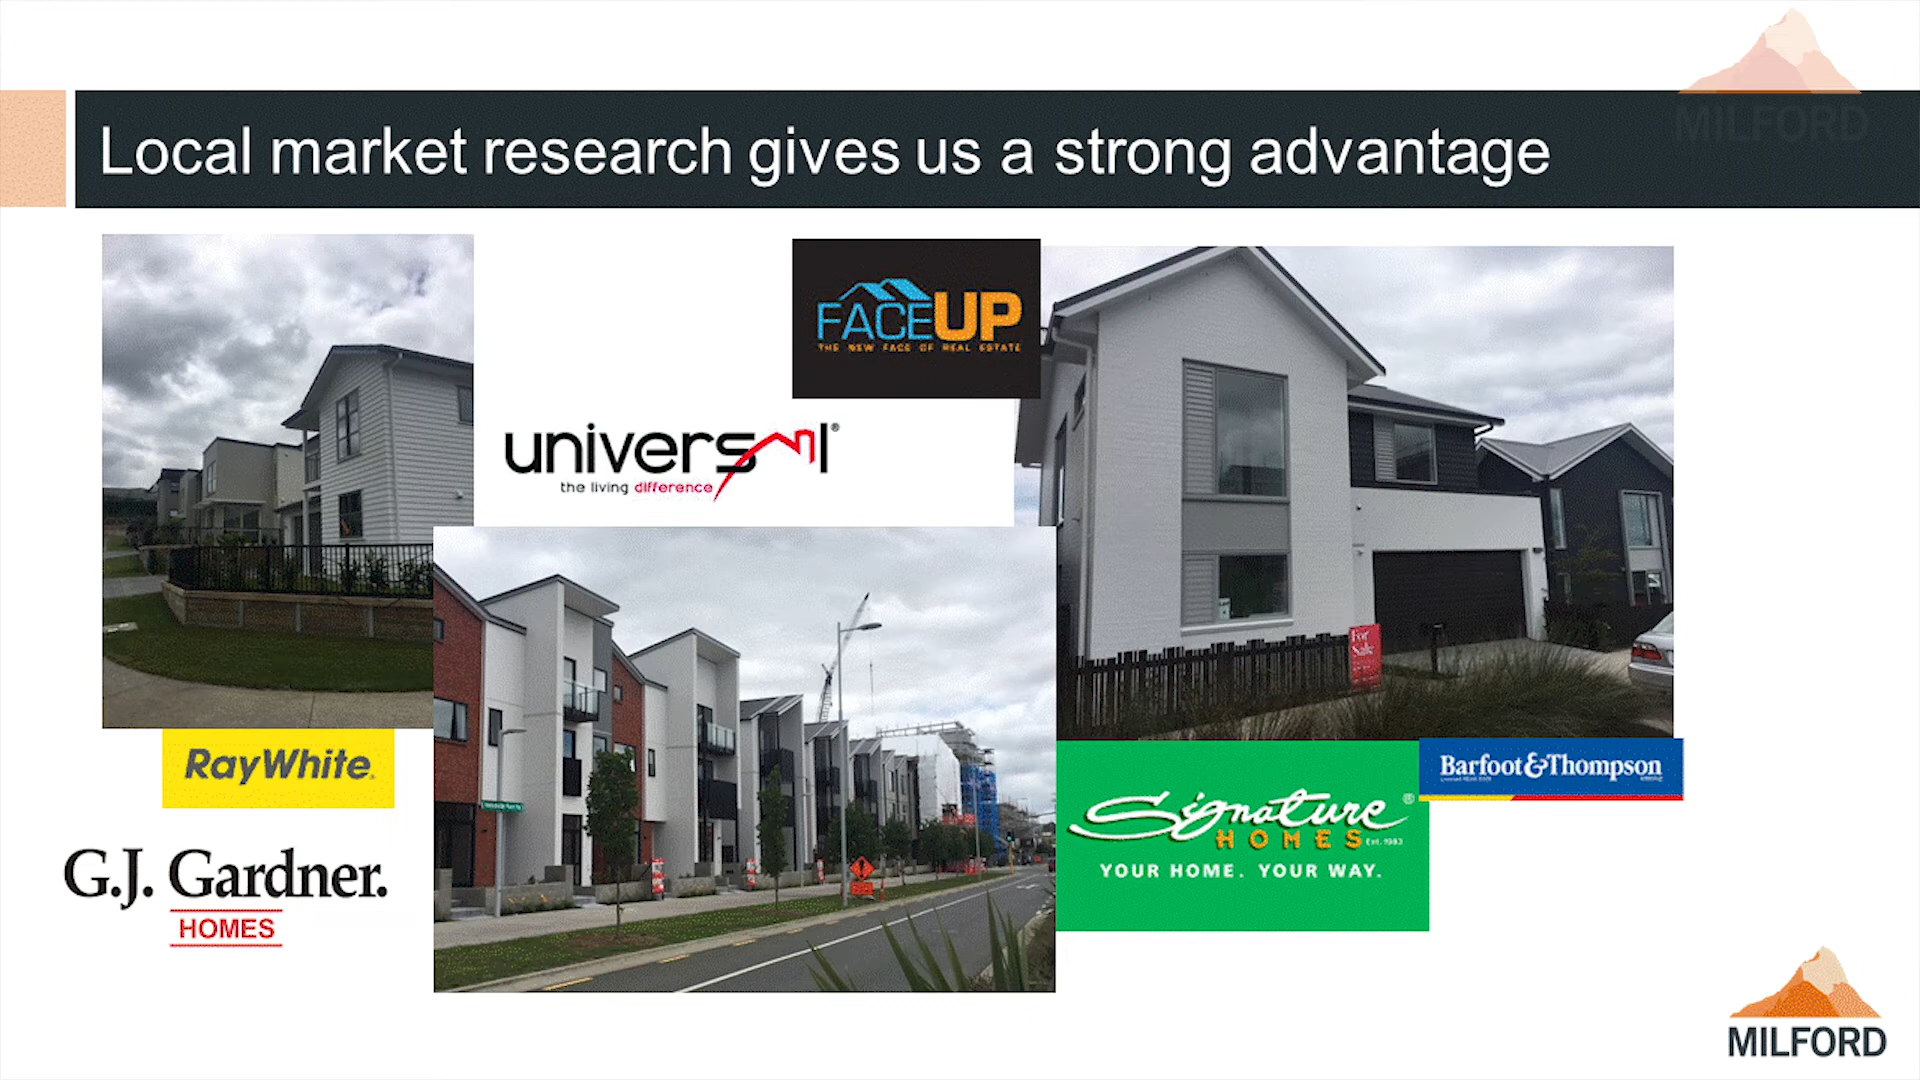 MILFORD
Local market research gives us a strong advantage
FACEUP
THE NEW FACE OF REAL ESTATE
universal®
the living difference
For
Sale
RayWhite.
Barfoot&Thompson
Signature®
HOMES Est. 1983
YOUR HOME. YOUR WAY.
G.J. Gardner.
HOMES
MILFORD